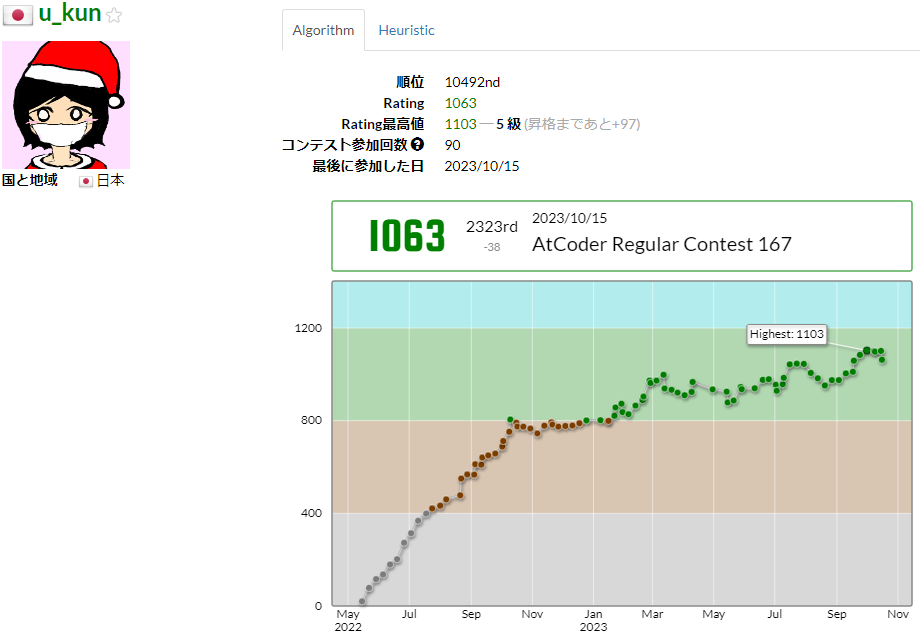 u_kun
国と地域 日本
Algorithm Heuristic
順位 10492nd
Rating 1063
Rating最高値 1103 ― 5 級 (昇格まであと+97)
コンテスト参加回数 90
最後に参加した日 2023/10/15
1063 2323rd -38 2023/10/15 AtCoder Regular Contest 167
Highest: 1103
1200
800
400
0
May Jul Sep Nov Jan Mar May Jul Sep Nov
2022 2023